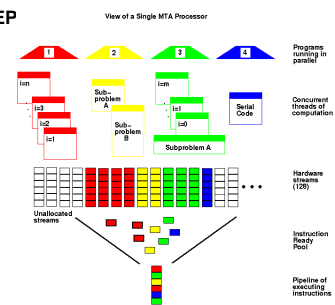 EP
View of a Single MTA Processor
1
2
3
4
Programs
running in
parallel
i=n
i=3
i=2
i=1
Sub-
problem
A
Sub-
problem
B
i=m
i=1
i=0
Subproblem A
Serial
Code
Concurrent
threads of
computation
Hardware
streams
(128)
Unallocated
streams
Instruction
Ready
Pool
Pipeline of
executing
instructions